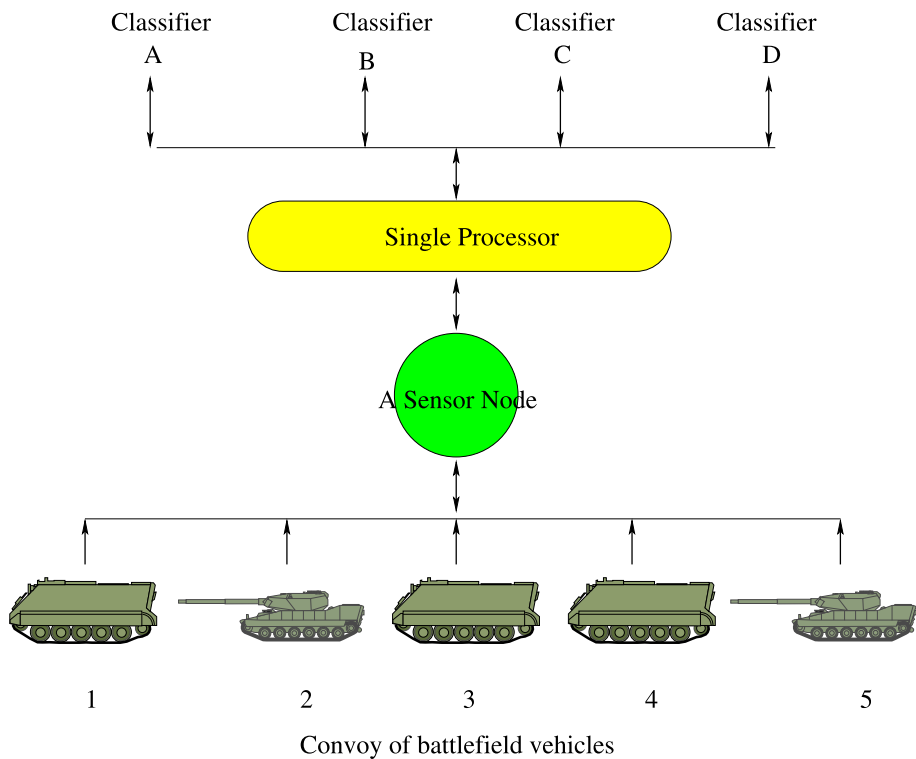 Classifier Classifier Classifier Classifier
A B C D
Single Processor
A Sensor Node
1 2 3 4 5
Convoy of battlefield vehicles